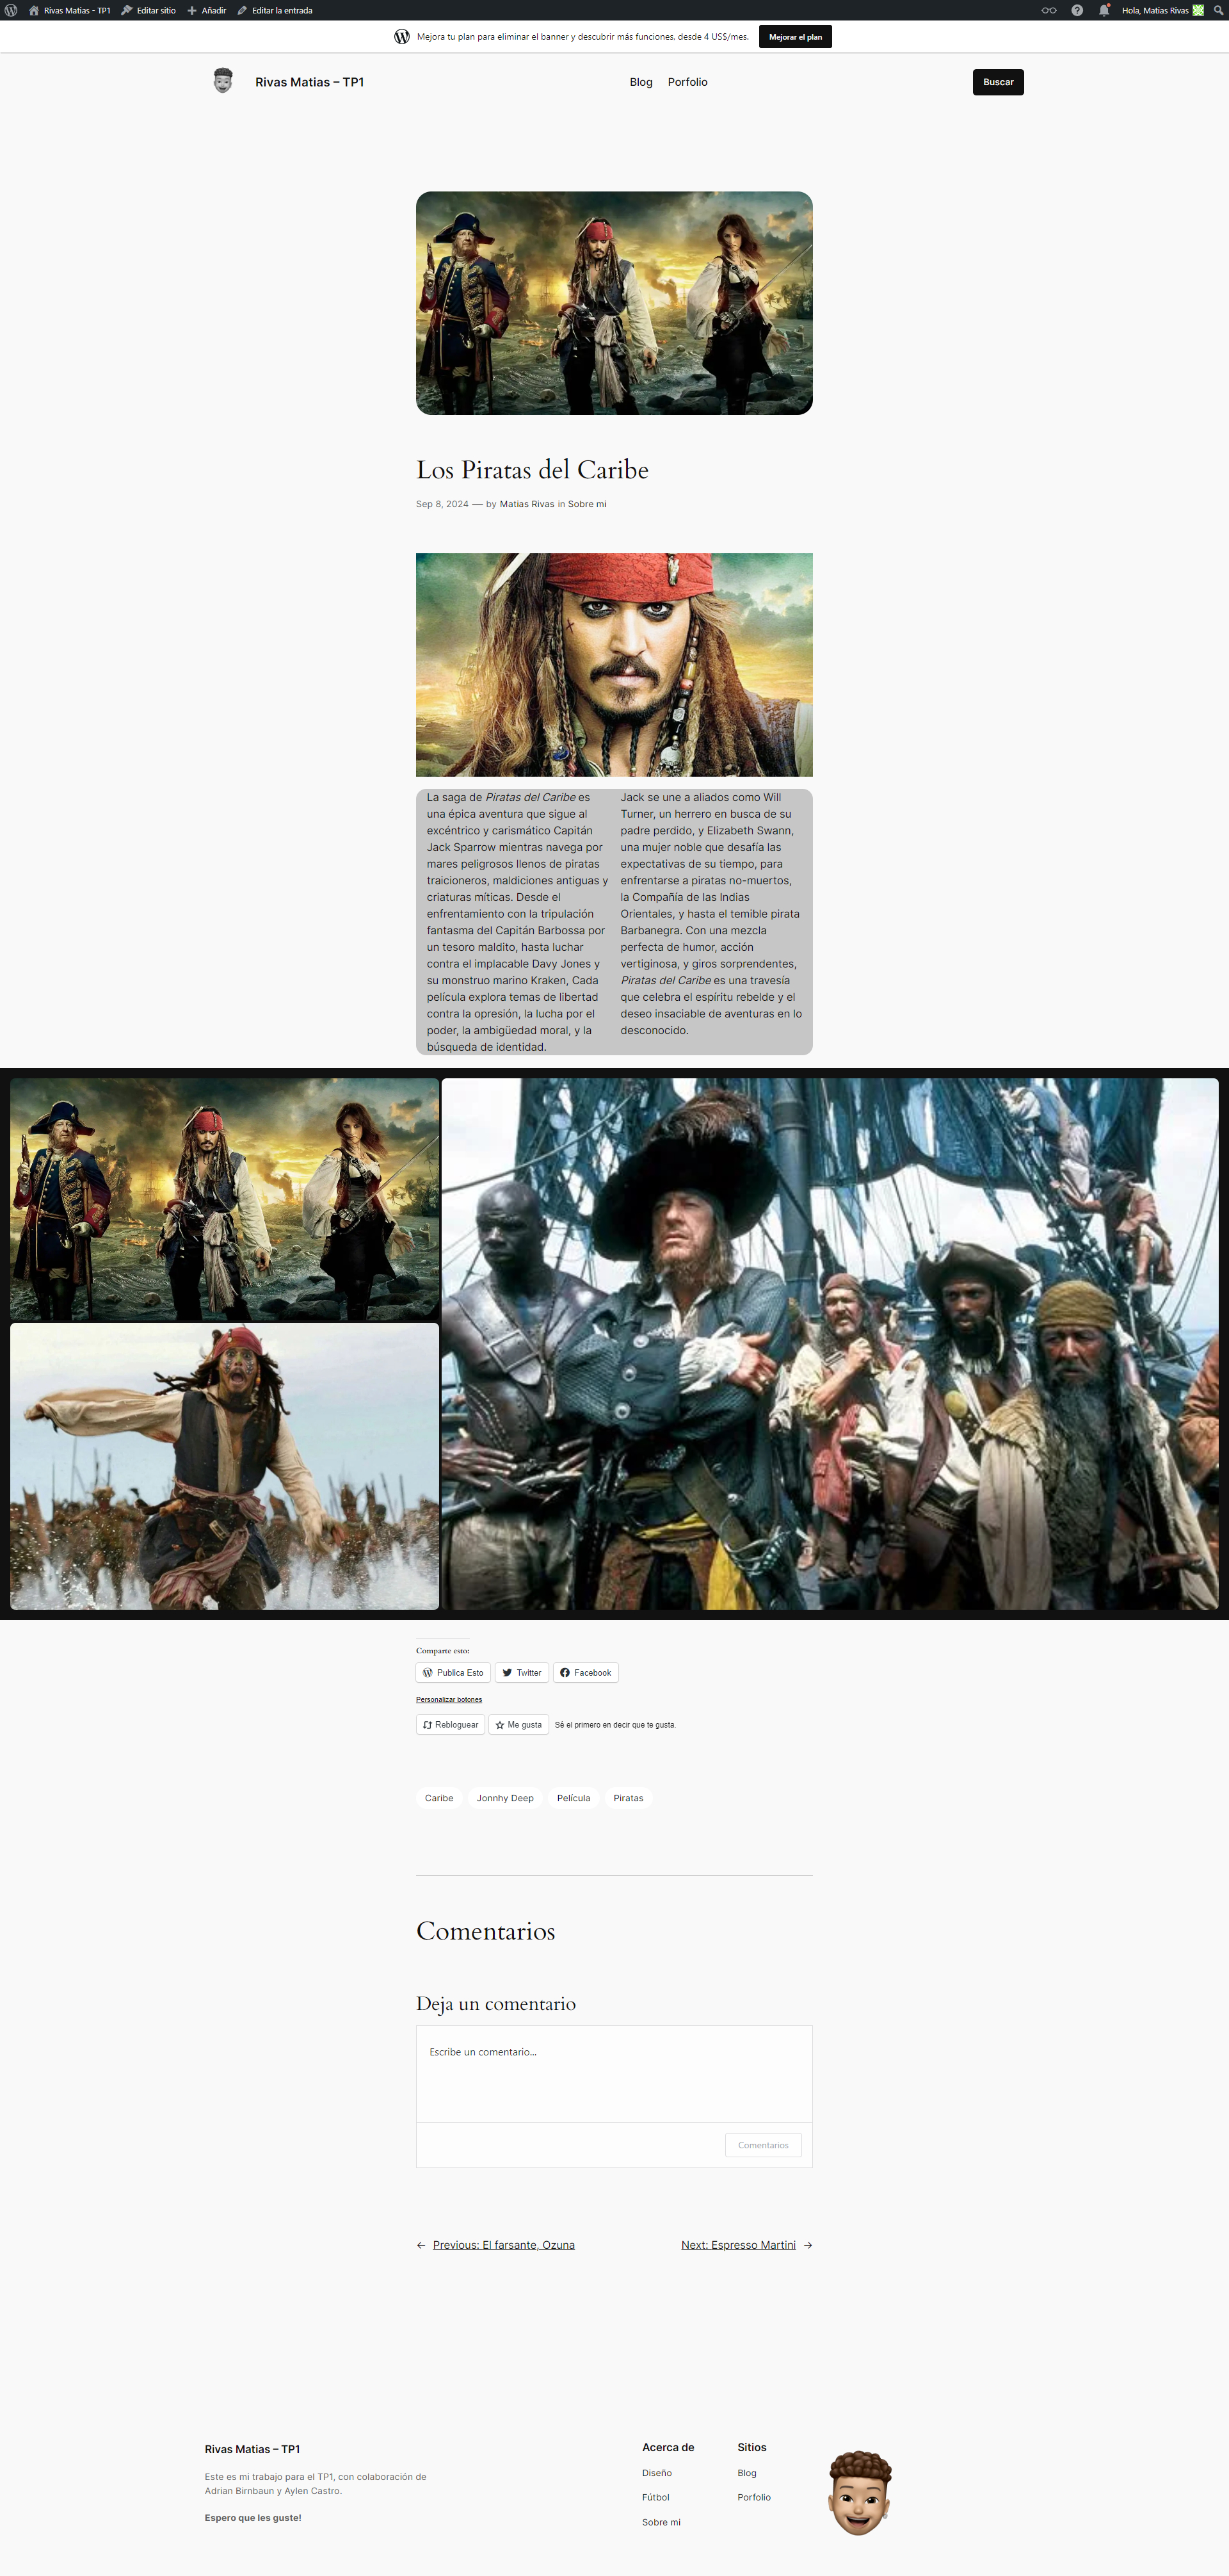 Rivas Matias - TP1 Editar sitio Añadir Editar la entrada Hola, Matias Rivas
Mejora tu plan para eliminar el banner y descubrir más funciones, desde 4 US$/mes. Mejorar el plan
Rivas Matias – TP1 Blog Porfolio Buscar
Los Piratas del Caribe
Sep 8, 2024 — by Matias Rivas in Sobre mi
La saga de Piratas del Caribe es
una épica aventura que sigue al
excéntrico y carismático Capitán
Jack Sparrow mientras navega por
mares peligrosos llenos de piratas
traicioneros, maldiciones antiguas y
criaturas míticas. Desde el
enfrentamiento con la tripulación
fantasma del Capitán Barbossa por
un tesoro maldito, hasta luchar
contra el implacable Davy Jones y
su monstruo marino Kraken, Cada
película explora temas de libertad
contra la opresión, la lucha por el
poder, la ambigüedad moral, y la
búsqueda de identidad.
Jack se une a aliados como Will
Turner, un herrero en busca de su
padre perdido, y Elizabeth Swann,
una mujer noble que desafía las
expectativas de su tiempo, para
enfrentarse a piratas no-muertos,
la Compañía de las Indias
Orientales, y hasta el temible pirata
Barbanegra. Con una mezcla
perfecta de humor, acción
vertiginosa, y giros sorprendentes,
Piratas del Caribe es una travesía
que celebra el espíritu rebelde y el
deseo insaciable de aventuras en lo
desconocido.
Comparte esto:
Publica Esto Twitter Facebook
Personalizar botones
Rebloguear Me gusta Sé el primero en decir que te gusta.
Caribe Jonnhy Deep Película Piratas
Comentarios
Deja un comentario
Escribe un comentario...
Comentarios
← Previous: El farsante, Ozuna Next: Espresso Martini →
Rivas Matias – TP1
Este es mi trabajo para el TP1, con colaboración de
Adrian Birnbaun y Aylen Castro.
Espero que les guste!
Acerca de
Diseño
Fútbol
Sobre mi
Sitios
Blog
Porfolio